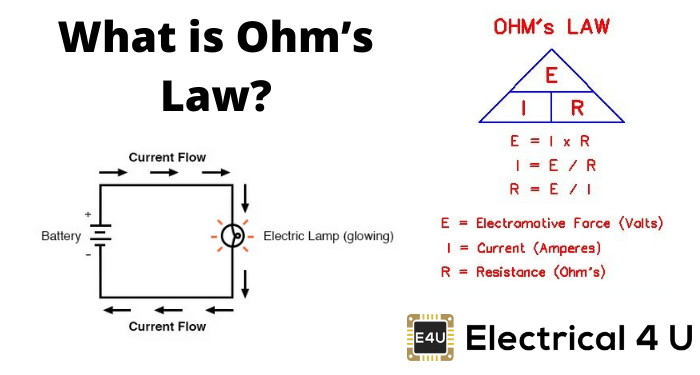 What is Ohm's
Law?
Current Flow
+
Battery
-
Electric Lamp (glowing)
Current Flow
OHM's LAW
E
I R
E = I x R
I = E / R
R = E / I
E = Electromotive Force (Volts)
I = Current (Amperes)
R = Resistance (Ohm's)
E4U
Electrical 4 U